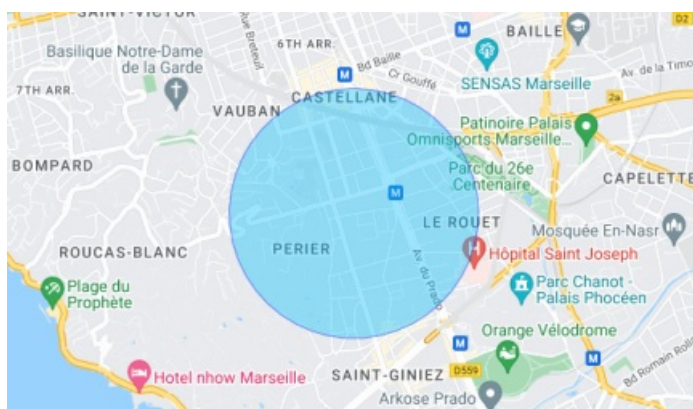 SAINT-VICTOR
Rue Breteuil
6TH ARR.
BAILLE
D2
Basilique Notre-Dame
de la Garde
Bd Baille
Cr Gouffé
SENSAS Marseille
Av. de la Timo
7TH ARR.
VAUBAN
CASTELLANE
2a
Patinoire Palais
Omnisports Marseille...
BOMPARD
Parc du 26e
Centenaire
CAPELETTE
LE ROUET
Mosquée En-Nasr
ROUCAS-BLANC
PERIER
Av. du Prado
Hôpital Saint Joseph
Plage du
Prophète
Parc Chanot -
Palais Phocéen
Orange Vélodrome
Hotel nhow Marseille
SAINT-GINIEZ
D559
Bd Romain Rolla
Arkose Prado